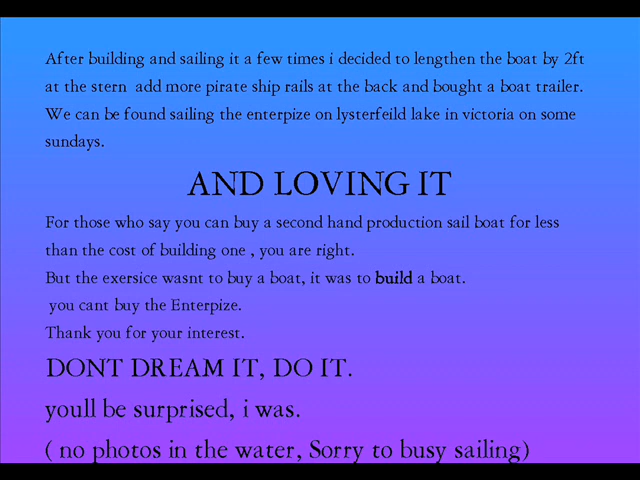 After building and sailing it a few times i decided to lengthen the boat by 2ft
at the stern add more pirate ship rails at the back and bought a boat trailer.
We can be found sailing the enterpize on lysterfeild lake in victoria on some
sundays.
AND LOVING IT
For those who say you can buy a second hand production sail boat for less
than the cost of building one , you are right.
But the exersice wasnt to buy a boat, it was to build a boat.
you cant buy the Enterpize.
Thank you for your interest.
DONT DREAM IT, DO IT.
youll be surprised, i was.
( no photos in the water, Sorry to busy sailing)